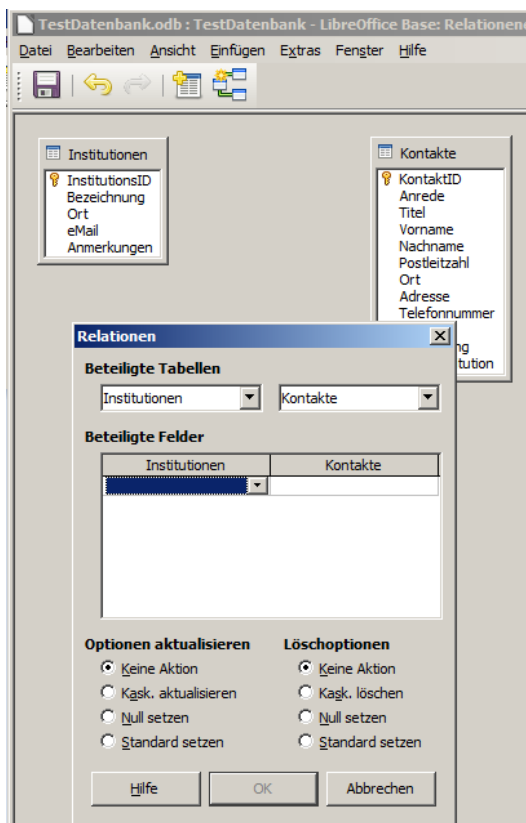 TestDatenbank.odb : TestDatenbank - LibreOffice Base: Relationen
Datei Bearbeiten Ansicht Einfügen Extras Fenster Hilfe
Institutionen
InstitutionsID
Bezeichnung
Ort
eMail
Anmerkungen
Kontakte
KontaktID
Anrede
Titel
Vorname
Nachname
Postleitzahl
Ort
Adresse
Telefonnummer
ng
tution
Relationen
Beteiligte Tabellen
Institutionen Kontakte
Beteiligte Felder
Institutionen Kontakte
Optionen aktualisieren Löschoptionen
Keine Aktion Keine Aktion
Kask. aktualisieren Kask. löschen
Null setzen Null setzen
Standard setzen Standard setzen
Hilfe OK Abbrechen